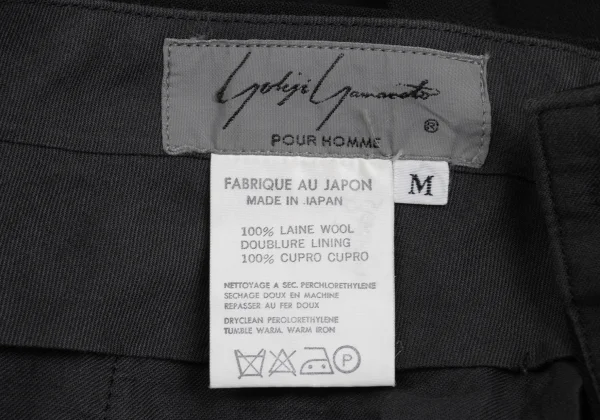 Yohji Yamamoto
®
POUR HOMME
M
FABRIQUE AU JAPON
MADE IN JAPAN
100% LAINE WOOL
DOUBLURE LINING
100% CUPRO CUPRO
NETTOYAGE A SEC. PERCHLORETHYLENE
SECHAGE DOUX EN MACHINE
REPASSER AU FER DOUX
DRYCLEAN PEROLORETHYLENE
TUMBLE WARM. WARM IRON
P